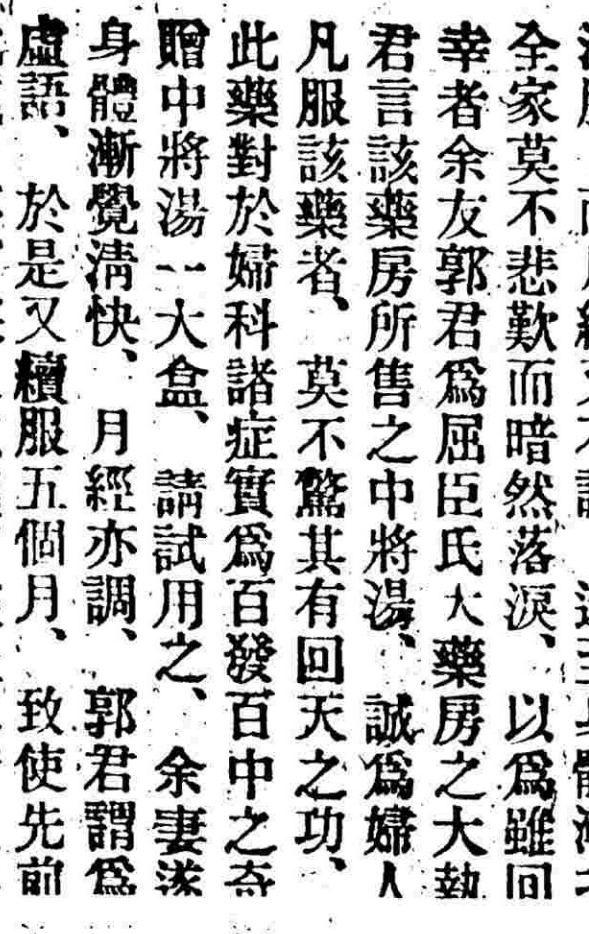 全家莫不悲歎而暗然落淚、以爲雖回
幸者余友郭君爲屈臣氏大藥房之大執
君言該藥房所售之中將湯、誠爲婦人
凡服該藥者、莫不驚其有回天之功、
此藥對於婦科諸症實爲百發百中之奇
贈中將湯一大盒、請試用之、余妻遂
身體漸覺清快、月經亦調、郭君謂爲
虛語、於是又續服五個月、致使先前